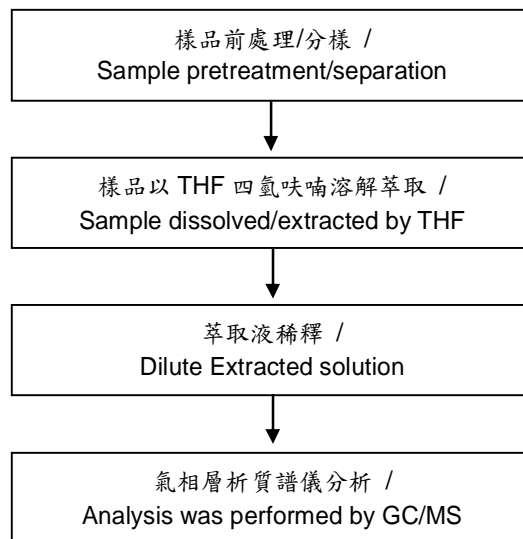 樣品前處理/分樣 /
Sample pretreatment/separation
樣品以 THF 四氫呋喃溶解萃取 /
Sample dissolved/extracted by THF
萃取液稀釋 /
Dilute Extracted solution
氣相層析質譜儀分析 /
Analysis was performed by GC/MS